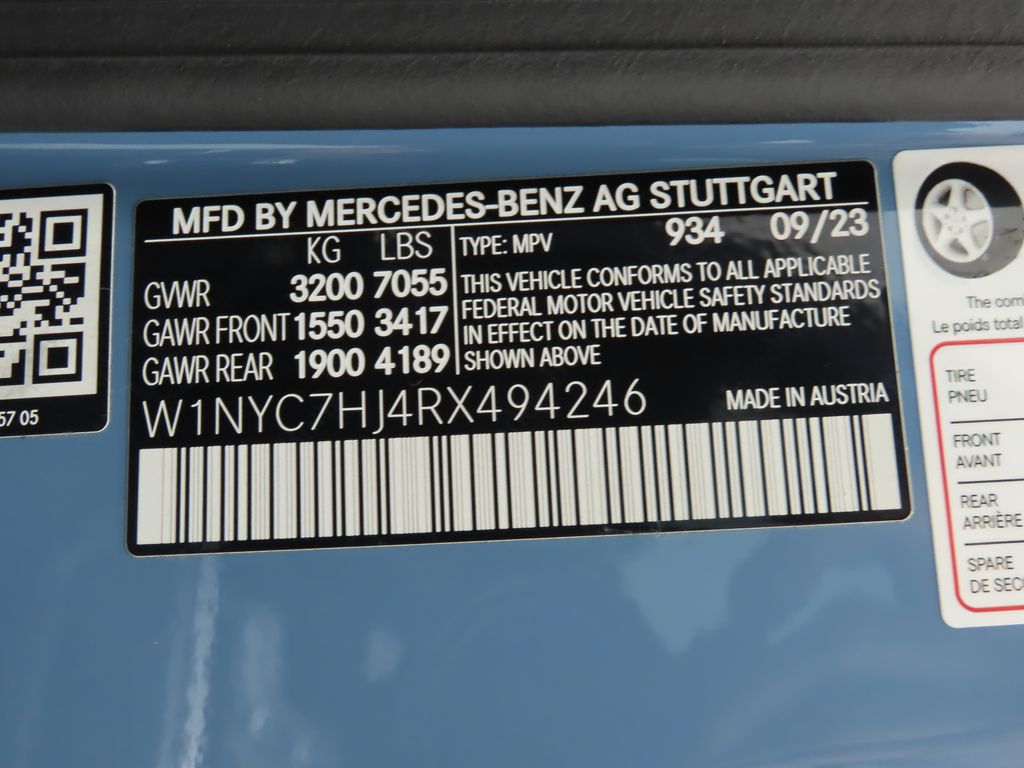 MFD BY MERCEDES-BENZ AG STUTTGART
KG LBS
GVWR 3200 7055
GAWR FRONT 1550 3417
GAWR REAR 1900 4189
TYPE: MPV 934 09/23
THIS VEHICLE CONFORMS TO ALL APPLICABLE
FEDERAL MOTOR VEHICLE SAFETY STANDARDS
IN EFFECT ON THE DATE OF MANUFACTURE
SHOWN ABOVE
W1NYC7HJ4RX494246
MADE IN AUSTRIA
57 05
The com
Le poids total
TIRE
PNEU
FRONT
AVANT
REAR
ARRIÈRE
SPARE
DE SEC